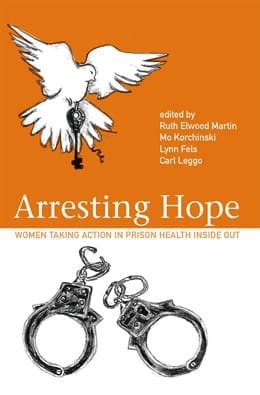 edited by
Ruth Elwood Martin
Mo Korchinski
Lynn Fels
Carl Leggo
Arresting Hope
WOMEN TAKING ACTION IN PRISON HEALTH INSIDE OUT